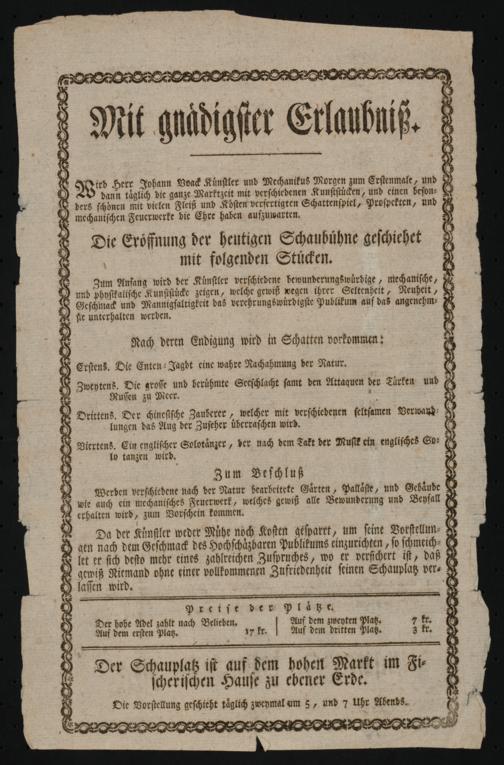 Mit gnädigster Erlaubniß.
Wird Herr Johann Voack Künstler und Mechanikus Morgen zum Erstenmale, und
dann täglich die ganze Marktzeit mit verschiedenen Kunststücken, und einen beson-
ders schönen mit vielen Fleiß und Kösten verfertigten Schattenspiel, Prospekten, und
mechanischen Feuerwerke die Ehre haben aufzuwarten.
Die Eröffnung der heutigen Schaubühne geschiehet
mit folgenden Stücken.
Zum Anfang wird der Künstler verschiedene bewunderungswürdige, mechanische,
und physikalische Kunststücke zeigen, welche gewiß wegen ihrer Seltenheit, Neuheit,
Geschmack und Mannigfaltigkeit das verehrungswürdigste Publikum auf das angenehm-
ste unterhalten werden.
Nach deren Endigung wird in Schatten vorkommen:
Erstens. Die Enten-Jagdt eine wahre Nachahmung der Natur.
Zweytens. Die grosse und berühmte Seeschlacht samt den Attaquen der Türken und
Russen zu Meer.
Drittens. Der chinesische Zauberer, welcher mit verschiedenen seltsamen Verwand-
lungen das Aug der Zuseher überraschen wird.
Viertens. Ein englischer Solotänzer, der nach dem Takt der Musik ein englisches So-
lo tanzen wird.
Zum Beschluß
Werden verschiedene nach der Natur bearbeitete Gärten, Palläste, und Gebäude
wie auch ein mechanisches Feuerwerk, welches gewiß alle Bewunderung und Beyfall
erhalten wird, zum Vorschein kommen.
Da der Künstler weder Mühe noch Kosten gesparet, um seine Vorstellun-
gen nach dem Geschmack des Hochschäzbaren Publikums einzurichten, so schmeich-
let er sich desto mehr eines zahlreichen Zuspruches, wo er versichert ist, daß
gewiß Niemand ohne einer vollkommenen Zufriedenheit seinen Schauplatz ver-
lassen wird.
Preise der Plätze.
Der hohe Adel zahlt nach Belieben.
Auf dem ersten Platz. 17 kr.
Auf dem zweyten Platz. 7 kr.
Auf dem dritten Platz. 3 kr.
Der Schauplatz ist auf dem hohen Markt im Fi-
scherischen Hause zu ebener Erde.
Die Vorstellung geschieht täglich zweymal um 5, und 7 Uhr Abends.